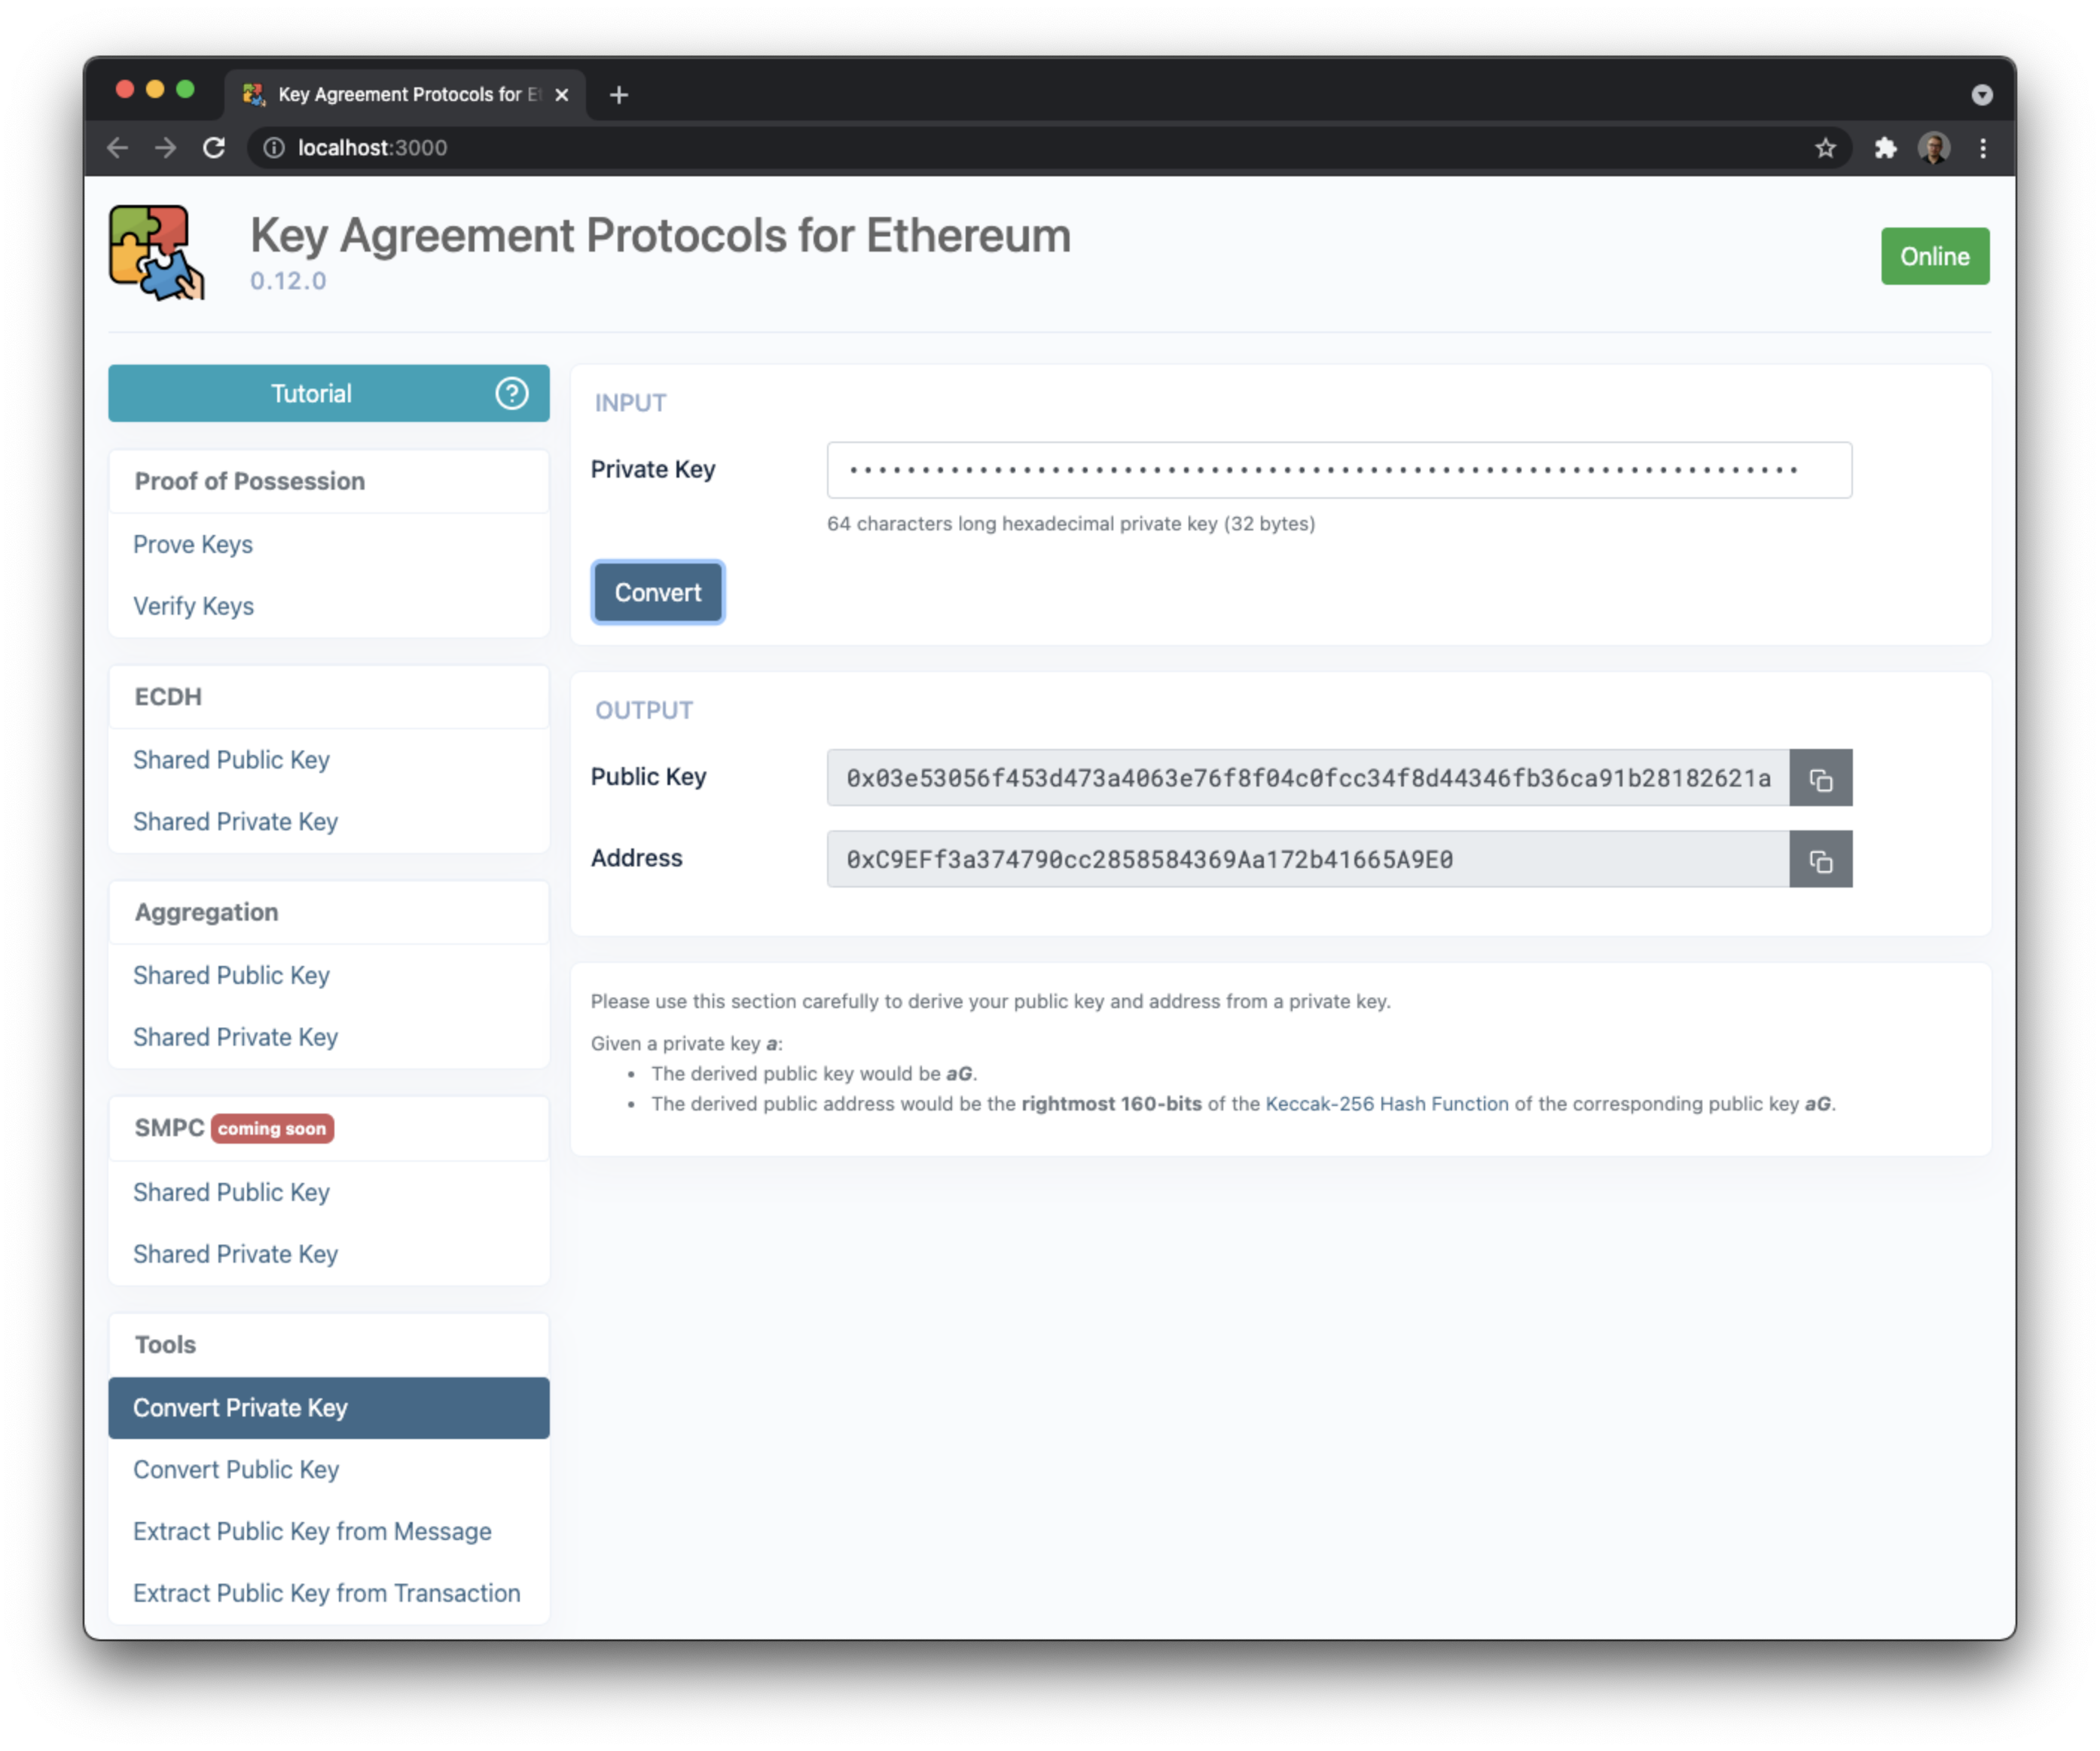 Key Agreement Protocols for Et
localhost:3000
Key Agreement Protocols for Ethereum
0.12.0
Online
Tutorial
Proof of Possession
Prove Keys
Verify Keys
ECDH
Shared Public Key
Shared Private Key
Aggregation
Shared Public Key
Shared Private Key
SMPC coming soon
Shared Public Key
Shared Private Key
Tools
Convert Private Key
Convert Public Key
Extract Public Key from Message
Extract Public Key from Transaction
INPUT
Private Key
64 characters long hexadecimal private key (32 bytes)
Convert
OUTPUT
Public Key 0x03e53056f453d473a4063e76f8f04c0fcc34f8d44346fb36ca91b28182621a
Address 0xC9EFf3a374790cc2858584369Aa172b41665A9E0
Please use this section carefully to derive your public key and address from a private key.
Given a private key a:
• The derived public key would be aG.
• The derived public address would be the rightmost 160-bits of the Keccak-256 Hash Function of the corresponding public key aG.